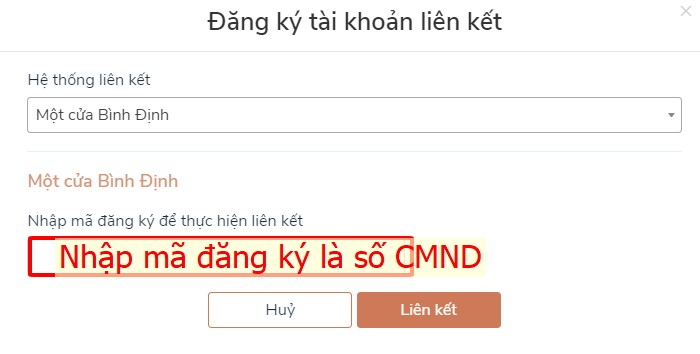 Đăng ký tài khoản liên kết
Hệ thống liên kết
Một cửa Bình Định
Một cửa Bình Định
Nhập mã đăng ký để thực hiện liên kết
Nhập mã đăng ký là số CMND
Huỷ
Liên kết